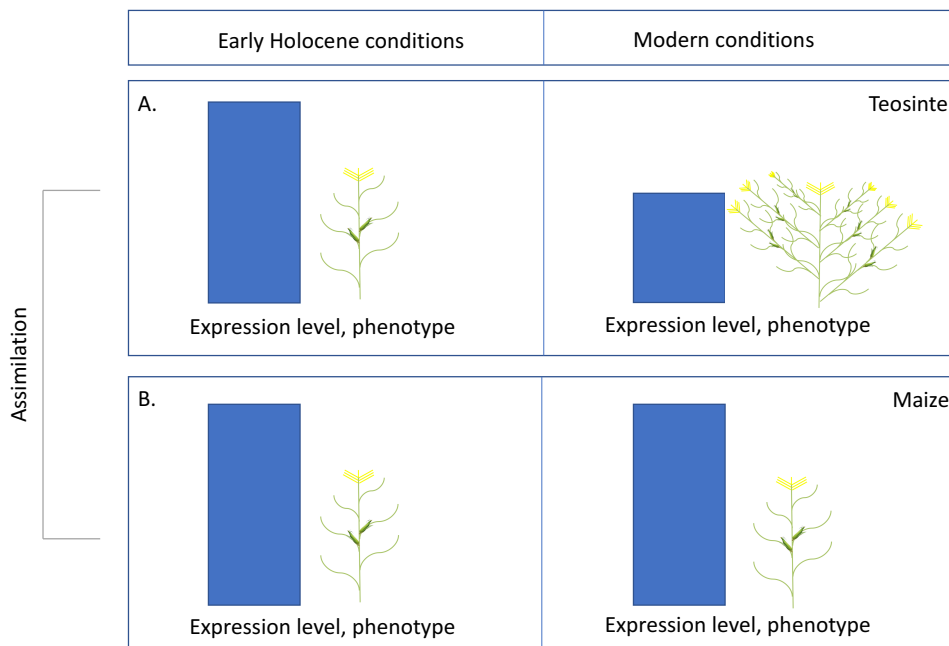 Early Holocene conditions
Modern conditions
A.
Teosinte
Expression level, phenotype
Expression level, phenotype
Assimilation
B.
Maize
Expression level, phenotype
Expression level, phenotype